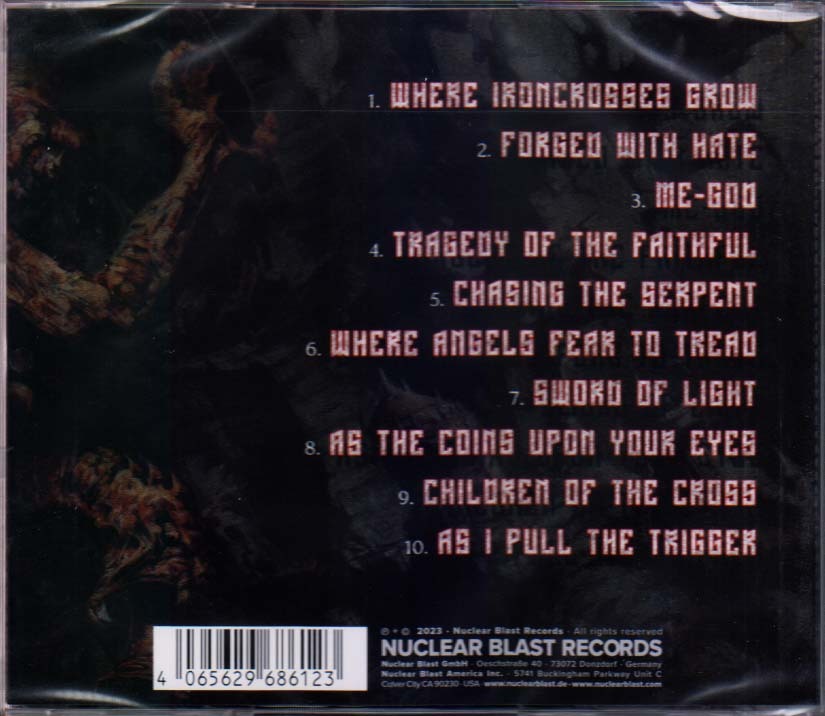 1. WHERE IRONCROSSES GROW
2. FORGED WITH HATE
3. ME-GOD
4. TRAGEDY OF THE FAITHFUL
5. CHASING THE SERPENT
6. WHERE ANGELS FEAR TO TREAD
7. SWORD OF LIGHT
8. AS THE COINS UPON YOUR EYES
9. CHILDREN OF THE CROSS
10. AS I PULL THE TRIGGER
℗ + © 2023 - Nuclear Blast Records - All rights reserved
NUCLEAR BLAST RECORDS
Nuclear Blast GmbH · Oeschstraße 40 · 73072 Donzdorf · Germany
Nuclear Blast America Inc. · 5741 Buckingham Parkway Unit C
Culver City CA 90230 · USA www.nuclearblast.de - www.nuclearblast.com
4 065629 686123